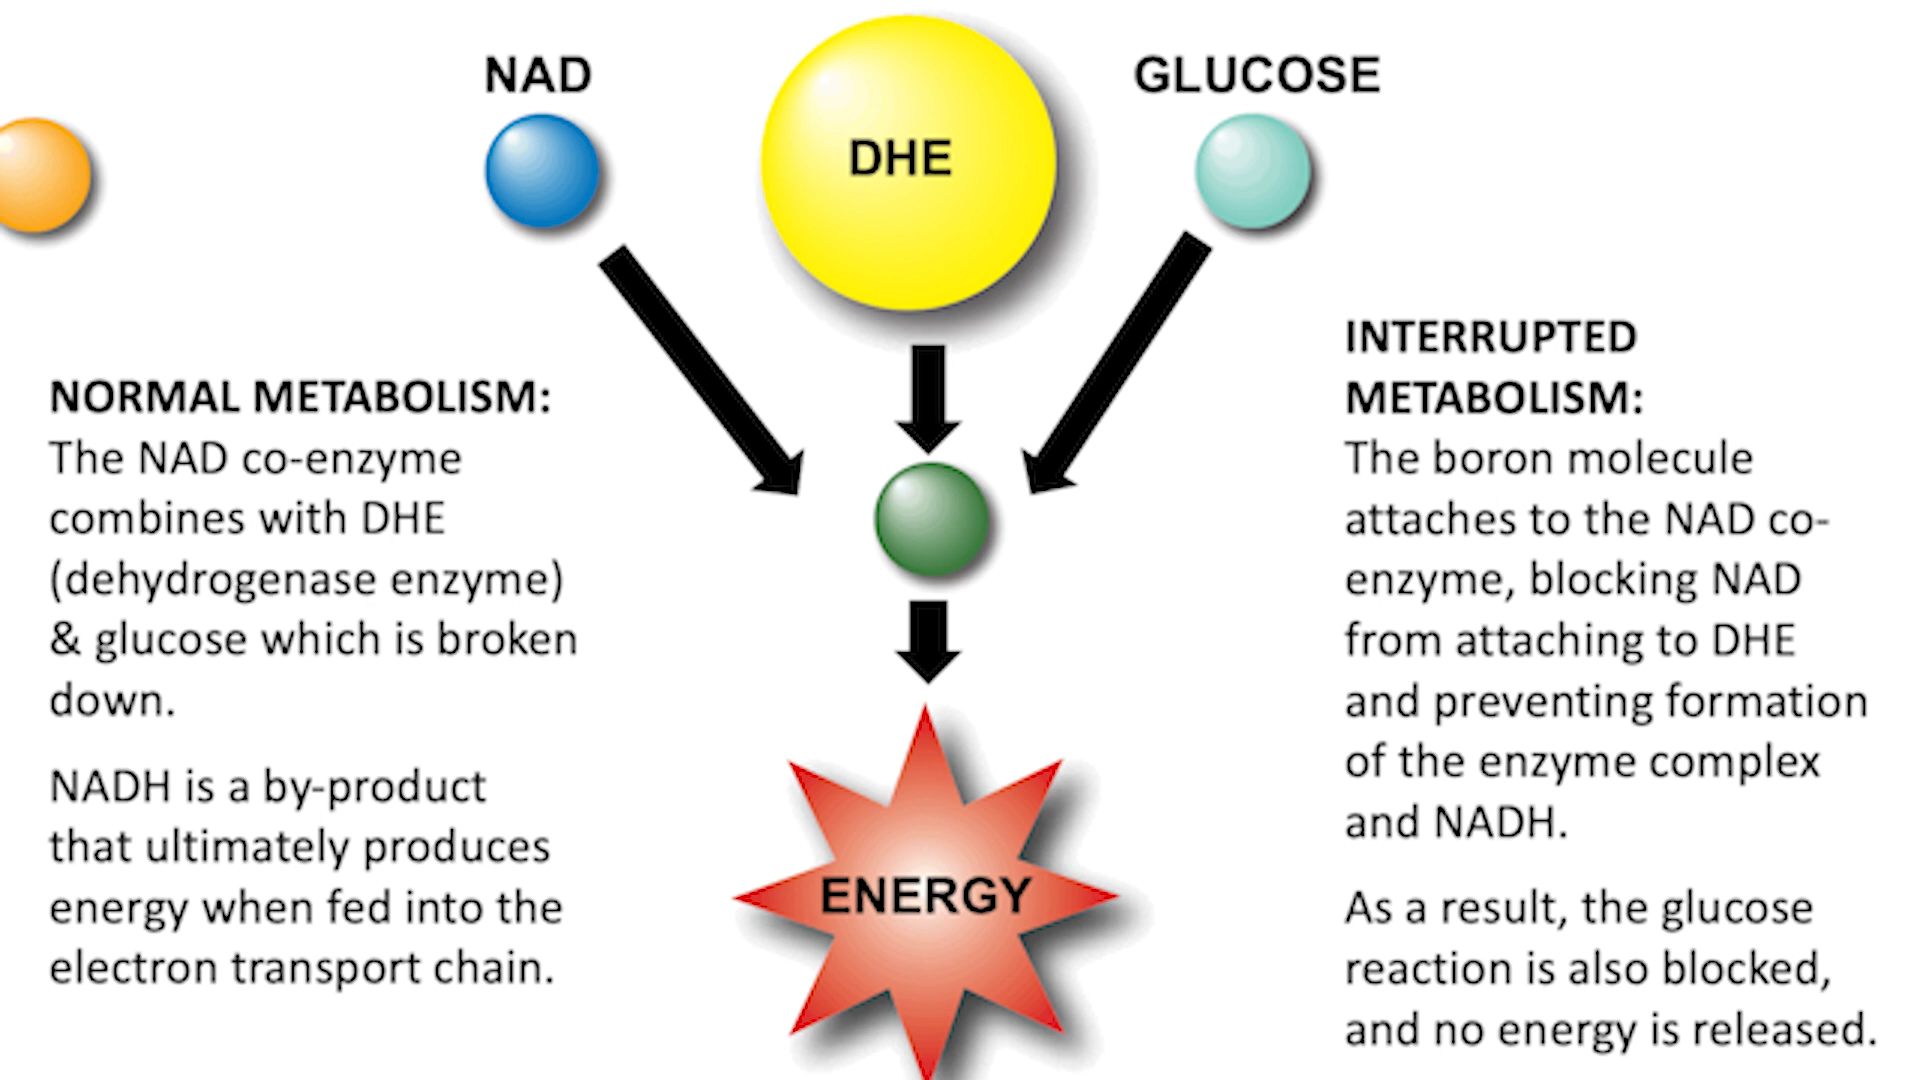 NAD
DHE
GLUCOSE
NORMAL METABOLISM:
The NAD co-enzyme
combines with DHE
(dehydrogenase enzyme)
& glucose which is broken
down.
NADH is a by-product
that ultimately produces
energy when fed into the
electron transport chain.
ENERGY
INTERRUPTED
METABOLISM:
The boron molecule
attaches to the NAD co-
enzyme, blocking NAD
from attaching to DHE
and preventing formation
of the enzyme complex
and NADH.
As a result, the glucose
reaction is also blocked,
and no energy is released.